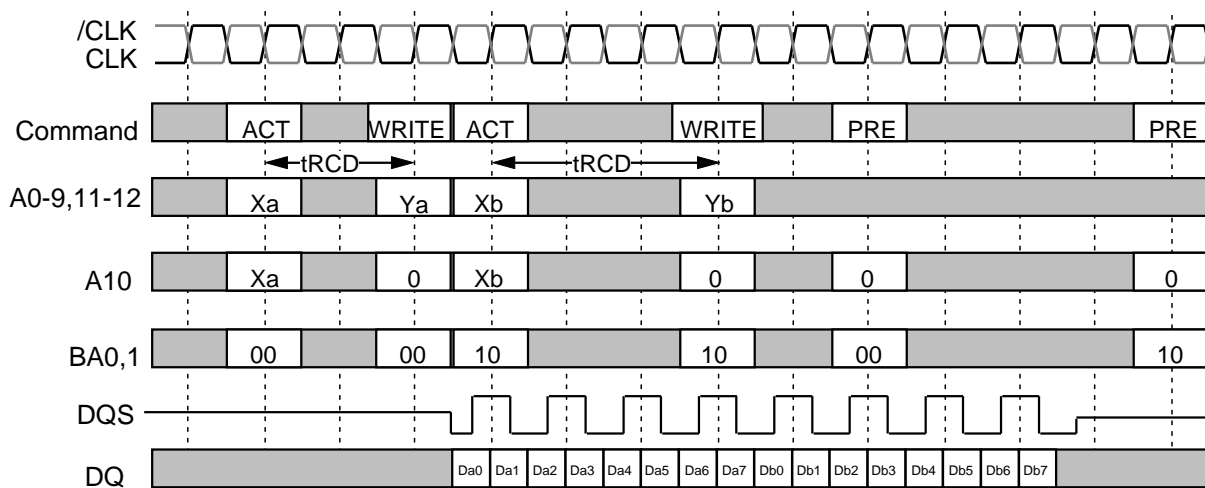 /CLK
CLK
Command ACT WRITE ACT WRITE PRE PRE
tRCD tRCD
A0-9,11-12 Xa Ya Xb Yb
A10 Xa 0 Xb 0 0 0
BA0,1 00 00 10 10 00 10
DQS
DQ Da0 Da1 Da2 Da3 Da4 Da5 Da6 Da7 Db0 Db1 Db2 Db3 Db4 Db5 Db6 Db7